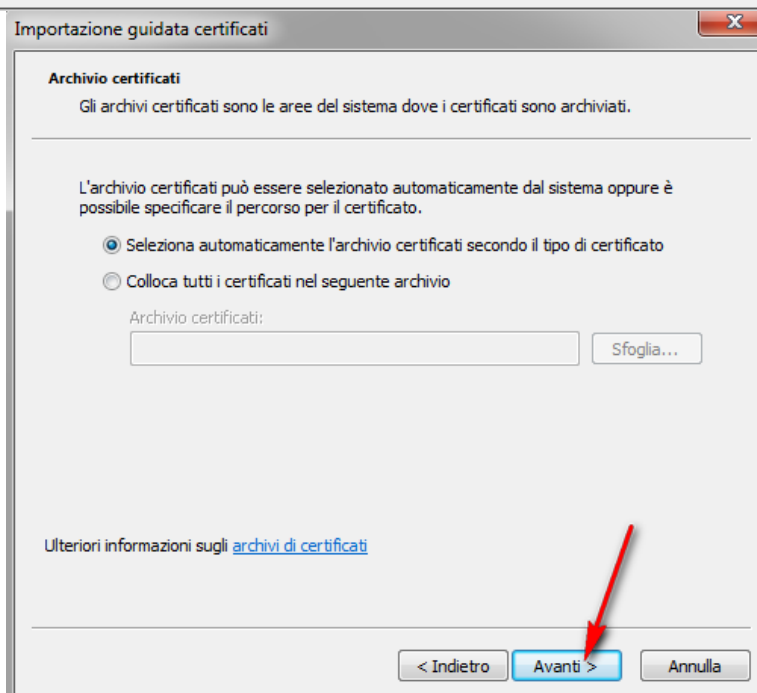 Importazione guidata certificati
Archivio certificati
Gli archivi certificati sono le aree del sistema dove i certificati sono archiviati.
L'archivio certificati può essere selezionato automaticamente dal sistema oppure è
possibile specificare il percorso per il certificato.
Seleziona automaticamente l'archivio certificati secondo il tipo di certificato
Colloca tutti i certificati nel seguente archivio
Archivio certificati:
Sfoglia...
Ulteriori informazioni sugli archivi di certificati
< Indietro Avanti > Annulla